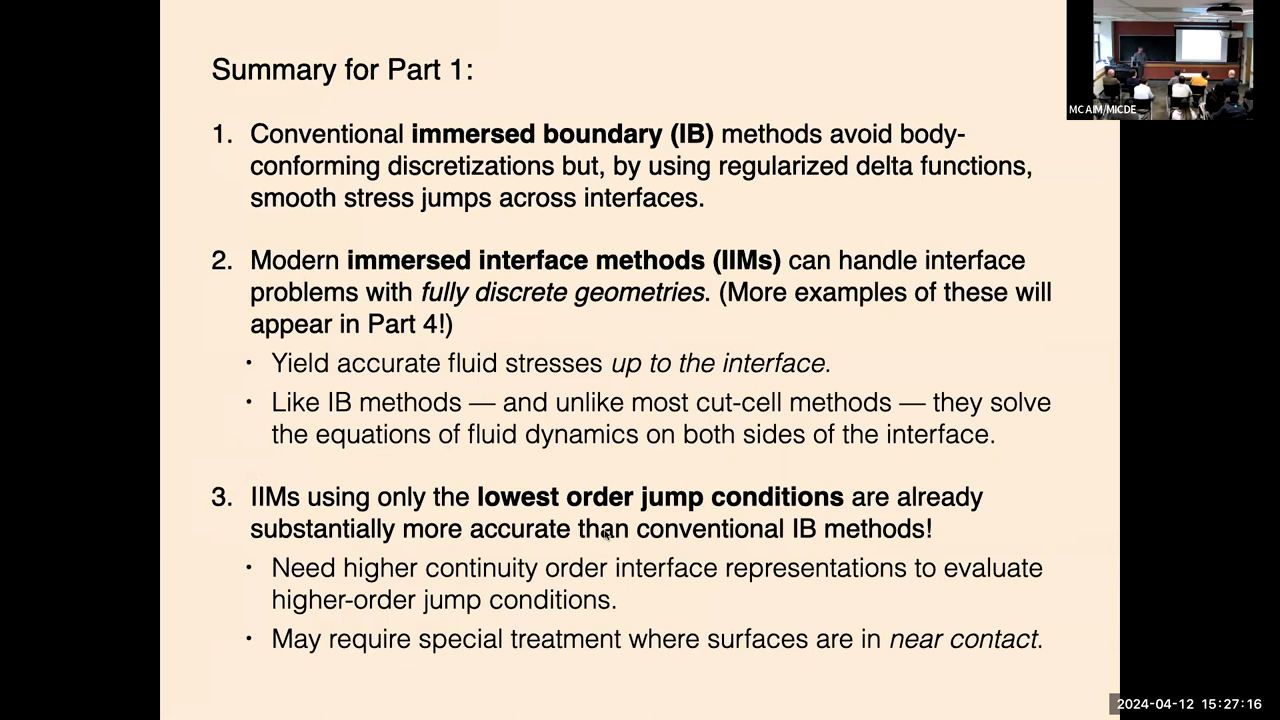 Summary for Part 1:
1. Conventional immersed boundary (IB) methods avoid body-
conforming discretizations but, by using regularized delta functions,
smooth stress jumps across interfaces.
2. Modern immersed interface methods (IIMs) can handle interface
problems with fully discrete geometries. (More examples of these will
appear in Part 4!)
· Yield accurate fluid stresses up to the interface.
· Like IB methods — and unlike most cut-cell methods — they solve
the equations of fluid dynamics on both sides of the interface.
3. IIMs using only the lowest order jump conditions are already
substantially more accurate than conventional IB methods!
· Need higher continuity order interface representations to evaluate
higher-order jump conditions.
· May require special treatment where surfaces are in near contact.
MCAIM/MICDE
2024-04-12 15:27:16